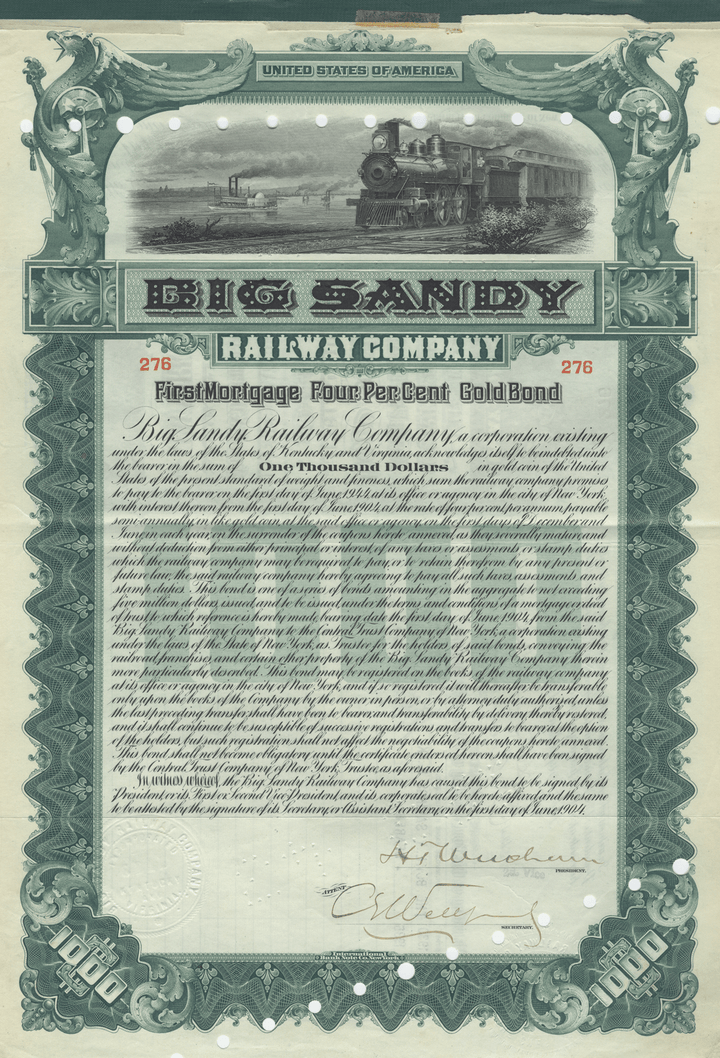 UNITED STATES OF AMERICA
BIG SANDY
RAILWAY COMPANY
276 276
First Mortgage Four Per Cent Gold Bond
Big Sandy Railway Company, a corporation existing
under the laws of the States of Kentucky and Virginia, acknowledges itself to be indebted unto
the bearer in the sum of One Thousand Dollars in gold coin of the United
States of the present standard of weight and fineness, which sum the railway company promises
to pay to the bearer on the first day of June, 1944, at its office or agency in the city of New York,
with interest thereon from the first day of June, 1904, at the rate of four per cent per annum, payable
semi-annually, in like gold coin, at the said office or agency, on the first days of December and
June in each year, on the surrender of the coupons hereto annexed as they severally mature and
without deduction from either principal or interest, of any taxes or assessments or stamp duties
which the railway company may be required to pay, or to retain therefrom by any present or
future law, the said railway company hereby agreeing to pay all such taxes, assessments and
stamp duties. This bond is one of a series of bonds amounting in the aggregate to not exceeding
five million dollars, issued, and to be issued, under the terms and conditions of a mortgage or deed
of trust, to which reference is hereby made, bearing date the first day of June, 1904, from the said
Big Sandy Railway Company to the Central Trust Company of New York, a corporation existing
under the laws of the State of New York, as Trustee for the holders of said bonds, conveying the
railroad, franchises, and certain other property of the Big Sandy Railway Company therein
more particularly described. This bond may be registered on the books of the railway company
at its office or agency in the city of New York, and if so registered it will thereafter be transferable
only upon the books of the Company by the owner in person, or by attorney duly authorized, unless
the last preceding transfer shall have been to bearer, and transferability by delivery thereby restored,
and it shall continue to be susceptible of successive registrations and transfers to bearer at the option
of the holders, but such registration shall not affect the negotiability of the coupons hereto annexed.
This bond shall not become obligatory until the certificate endorsed hereon shall have been signed
by the Central Trust Company of New York, Trustee, as aforesaid.
In witness whereof, the Big Sandy Railway Company has caused this bond to be signed by its
President, or its First or Second Vice President, and its corporate seal to be hereto affixed, and the same
to be attested by the signature of its Secretary or Assistant Secretary, on the first day of June, 1904.
PRESIDENT.
ATTEST
SECRETARY.
International
Bank Note Co. New York
$1000 $1000